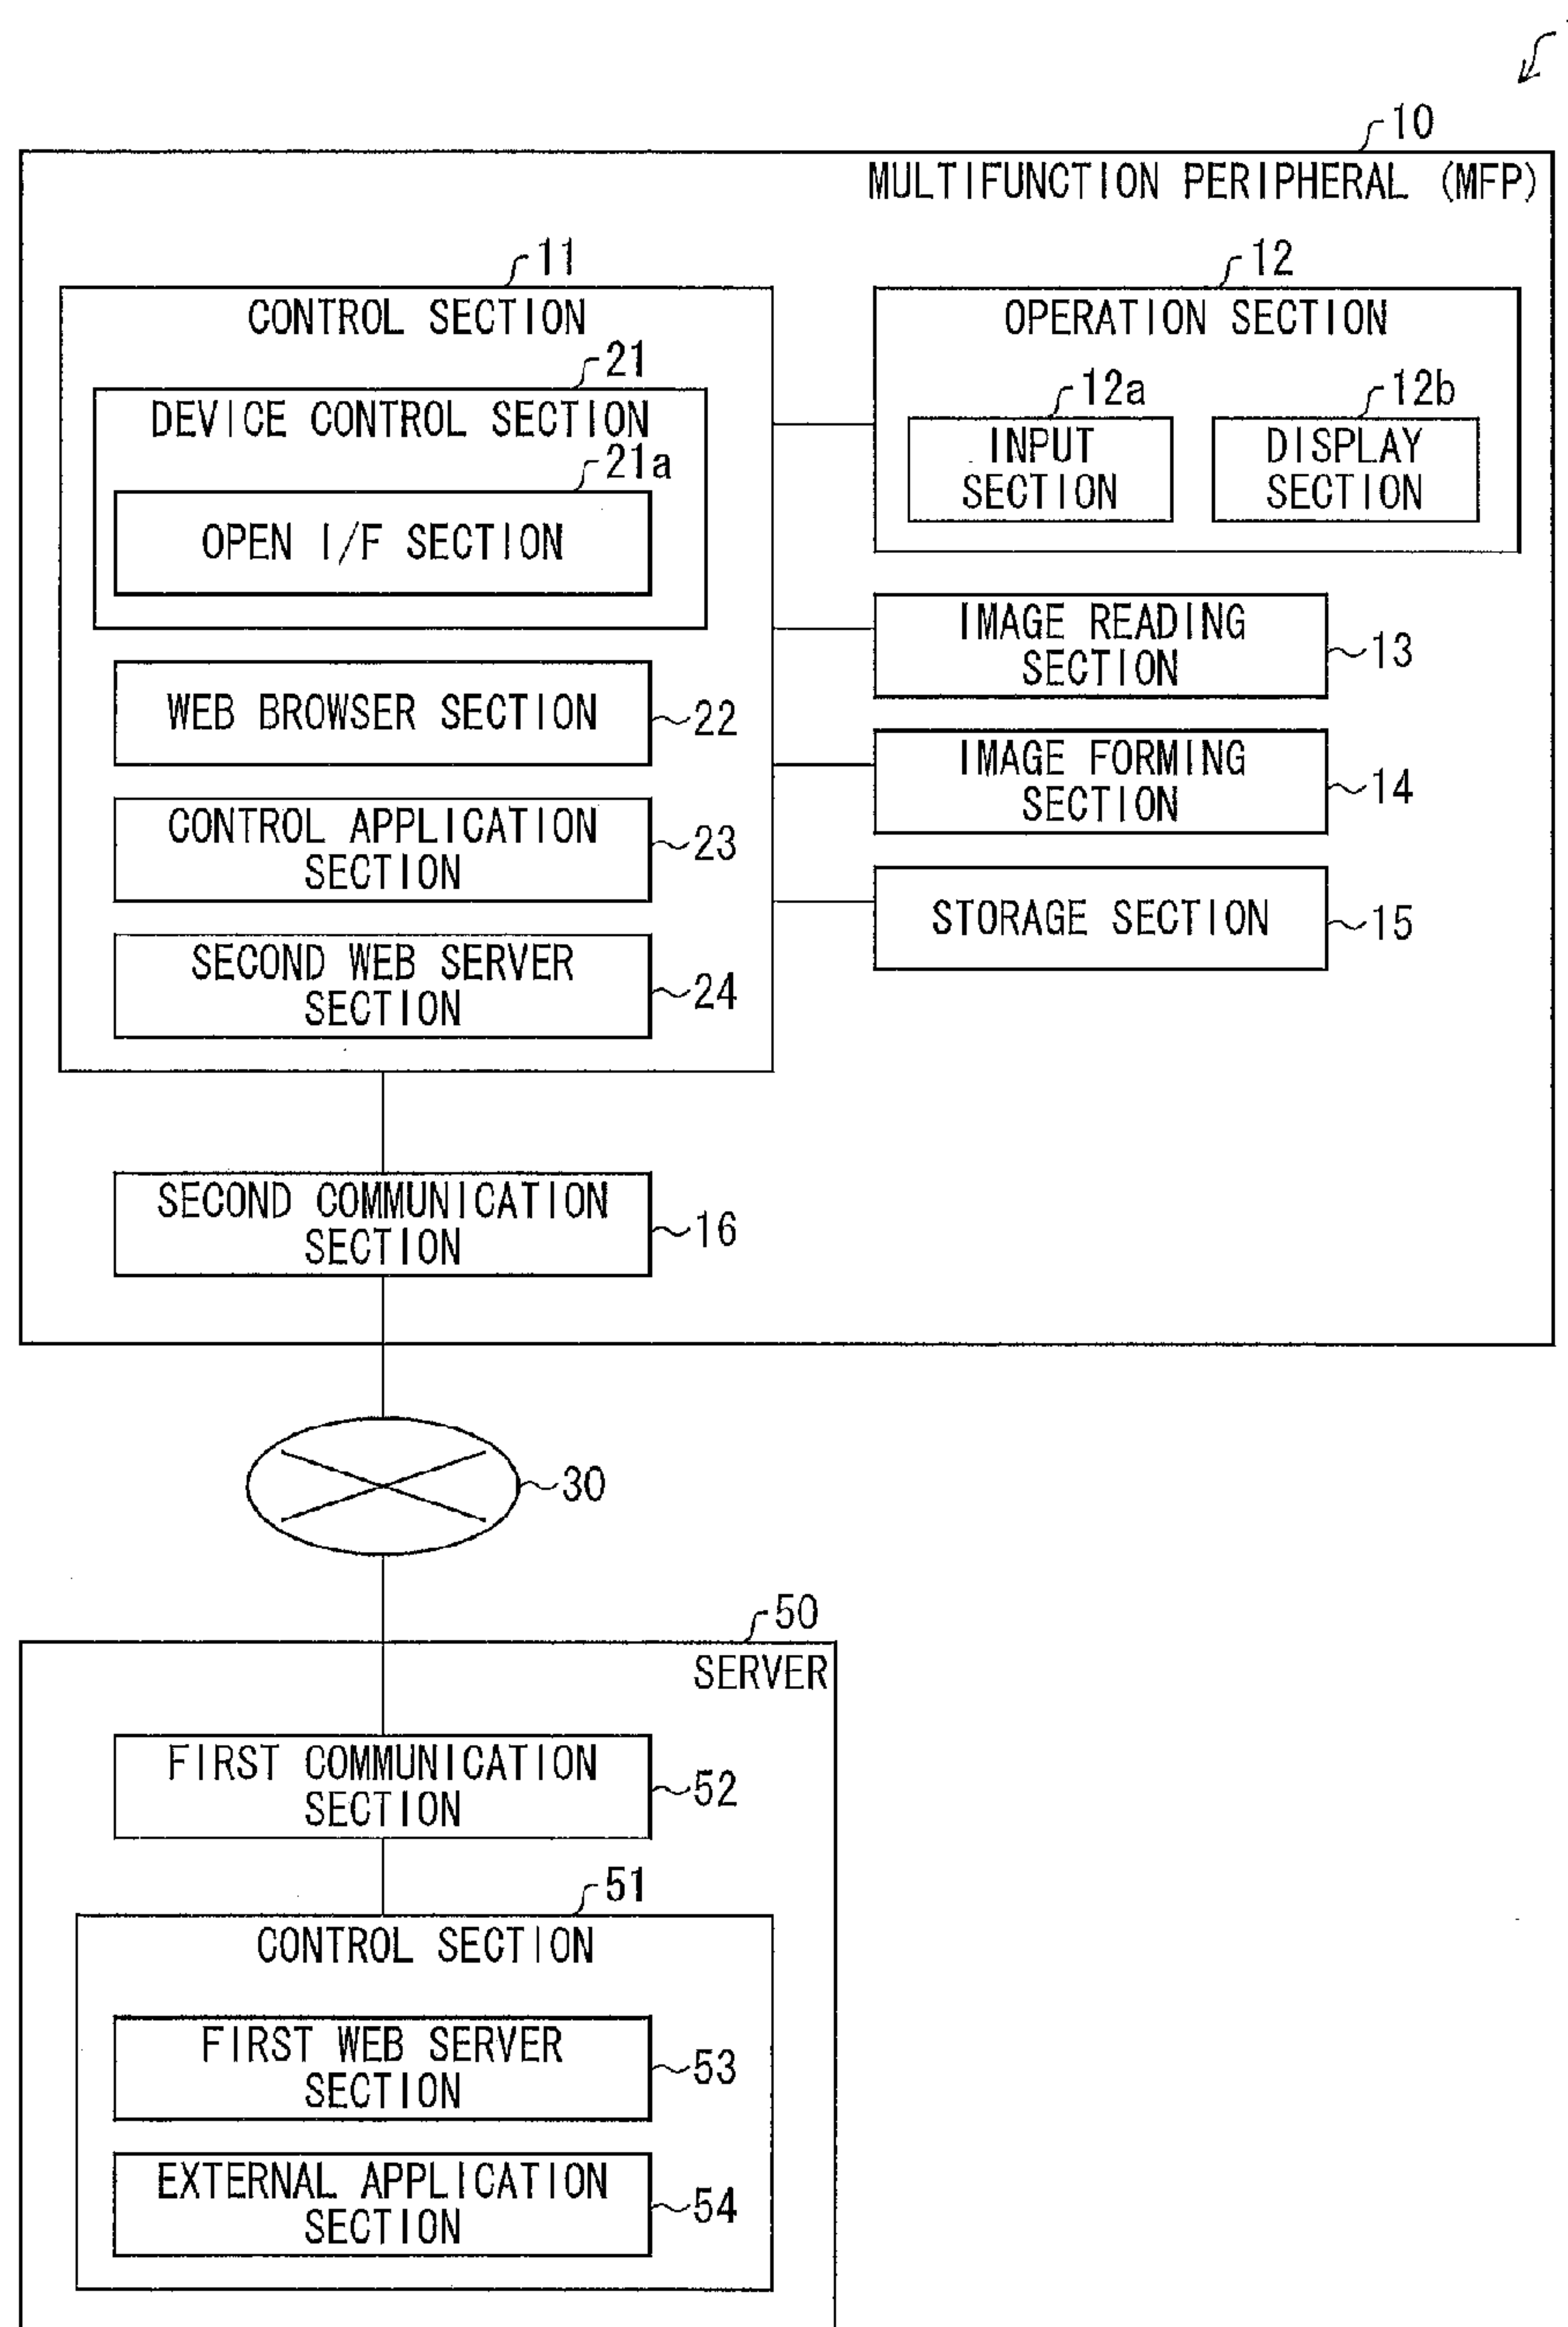 10
MULTIFUNCTION PERIPHERAL (MFP)
11
CONTROL SECTION
21
DEVICE CONTROL SECTION
21a
OPEN I/F SECTION
WEB BROWSER SECTION
22
CONTROL APPLICATION
SECTION
23
SECOND WEB SERVER
SECTION
24
12
OPERATION SECTION
12a
INPUT
SECTION
12b
DISPLAY
SECTION
IMAGE READING
SECTION
13
IMAGE FORMING
SECTION
14
STORAGE SECTION
15
SECOND COMMUNICATION
SECTION
16
30
50
SERVER
FIRST COMMUNICATION
SECTION
52
51
CONTROL SECTION
FIRST WEB SERVER
SECTION
53
EXTERNAL APPLICATION
SECTION
54